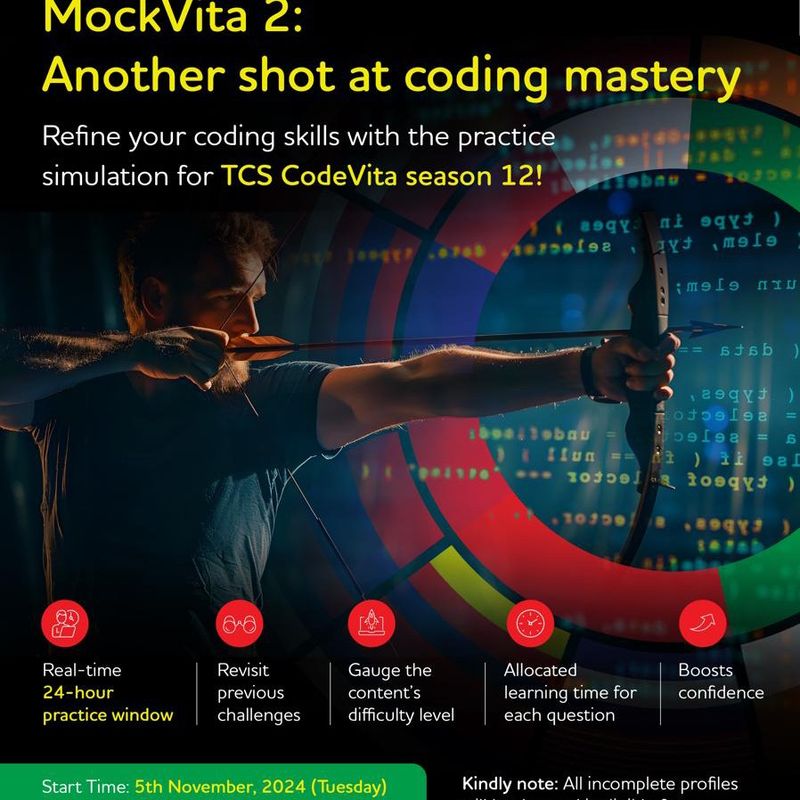 MockVita 2:
Another shot at coding mastery
Refine your coding skills with the practice
simulation for TCS CodeVita season 12!
Real-time
24-hour
practice window
Revisit
previous
challenges
Gauge the
content's
difficulty level
Allocated
learning time for
each question
Boosts
confidence
Start Time: 5th November, 2024 (Tuesday)
Kindly note: All incomplete profiles